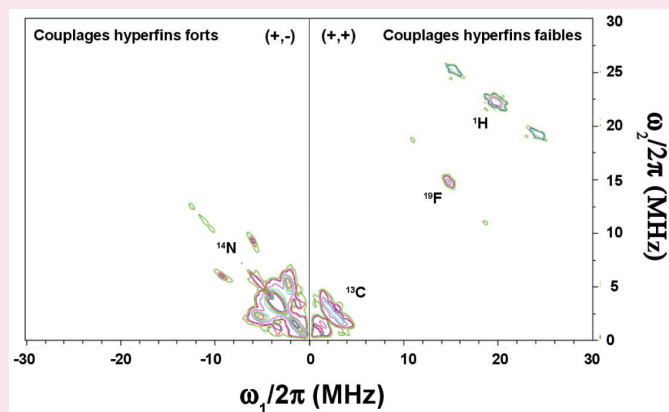 Couplages hyperfins forts (+,-) (+,+) Couplages hyperfins faibles
30
25
20
15
10
5
0
¹H
¹⁹F
¹⁴N
¹³C
-30 -20 -10 0 10 20 30
ω₁/2π (MHz)
ω₂/2π (MHz)